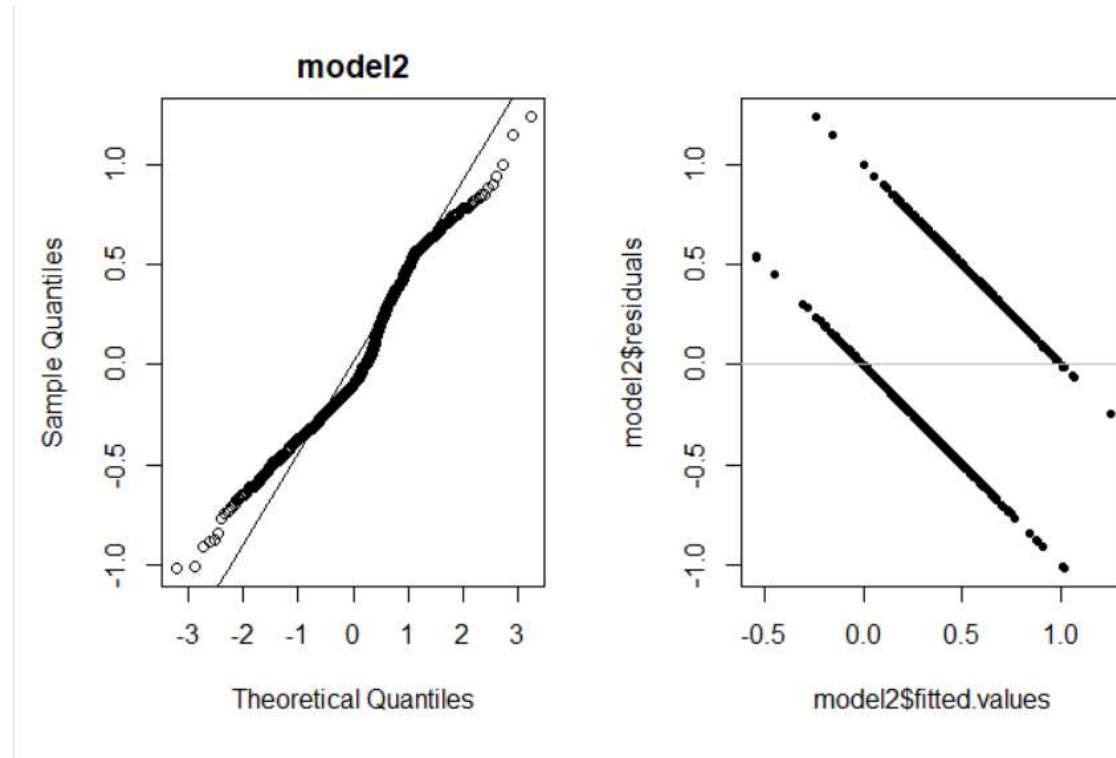 model2
Sample Quantiles
1.0
0.5
0.0
-0.5
-1.0
-3 -2 -1 0 1 2 3
Theoretical Quantiles
model2$residuals
1.0
0.5
0.0
-0.5
-1.0
-0.5 0.0 0.5 1.0
model2$fitted.values